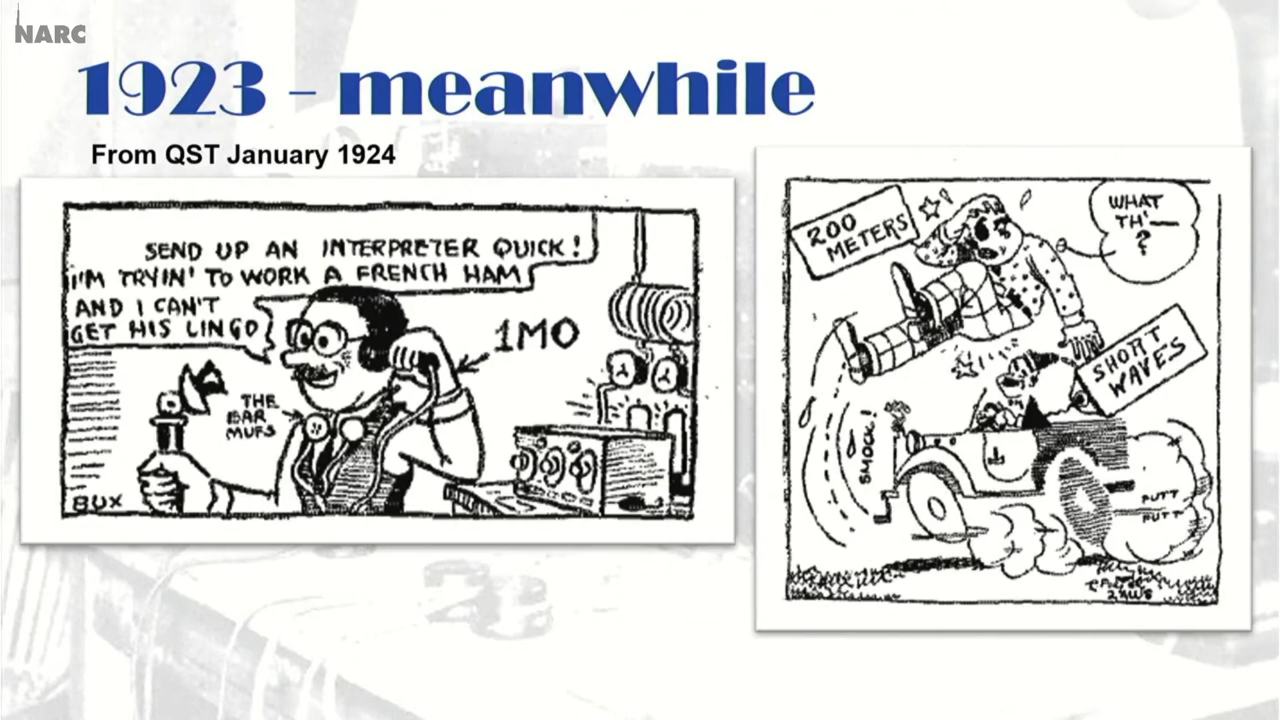 NARC
1923 - meanwhile
From QST January 1924
SEND UP AN INTERPRETER QUICK!
I'M TRYIN' TO WORK A FRENCH HAM
AND I CAN'T
GET HIS LINGO
1MO
THE
EAR
MUFS
BUX
200
METERS
WHAT
TH'—
?
SHORT
WAVES
SMOCK!
PUTT
PUTT